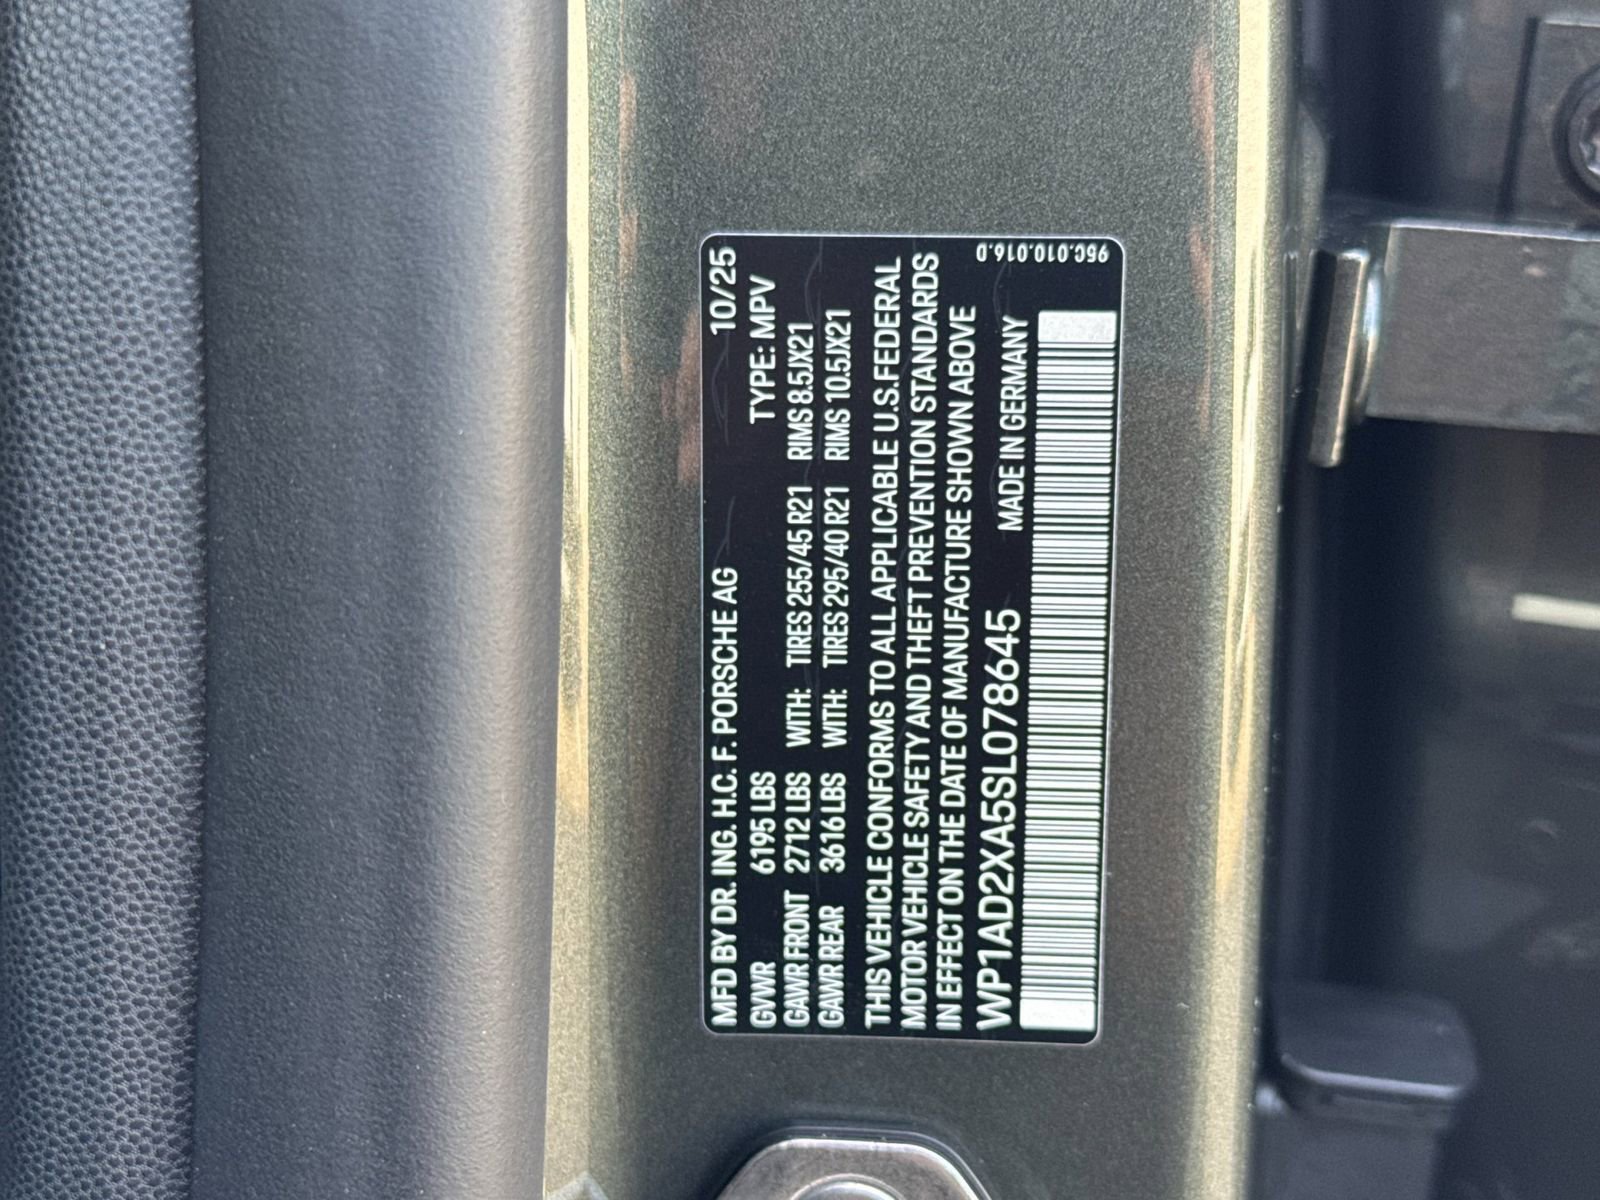 MFD BY DR. ING. H.C. F. PORSCHE AG 10/25
GVWR 6195 LBS TYPE: MPV
GAWR FRONT 2712 LBS WITH: TIRES 255/45 R21 RIMS 8.5JX21
GAWR REAR 3616 LBS WITH: TIRES 295/40 R21 RIMS 10.5JX21
THIS VEHICLE CONFORMS TO ALL APPLICABLE U.S.FEDERAL
MOTOR VEHICLE SAFETY AND THEFT PREVENTION STANDARDS
IN EFFECT ON THE DATE OF MANUFACTURE SHOWN ABOVE
WP1AD2XA5SL078645 MADE IN GERMANY
95C.010.016.D